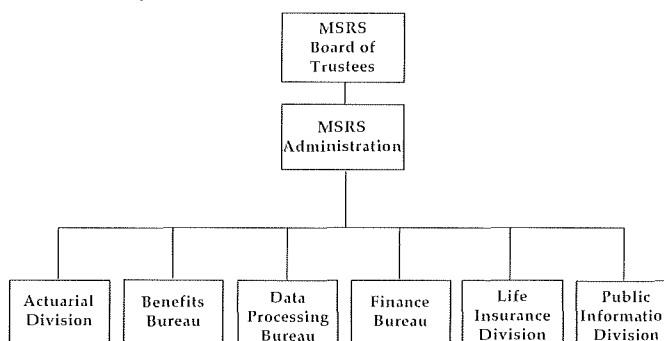 MSRS
Board of
Trustees
MSRS
Administration
Actuarial
Division
Benefits
Bureau
Data
Processing
Bureau
Finance
Bureau
Life
Insurance
Division
Public
Information
Division